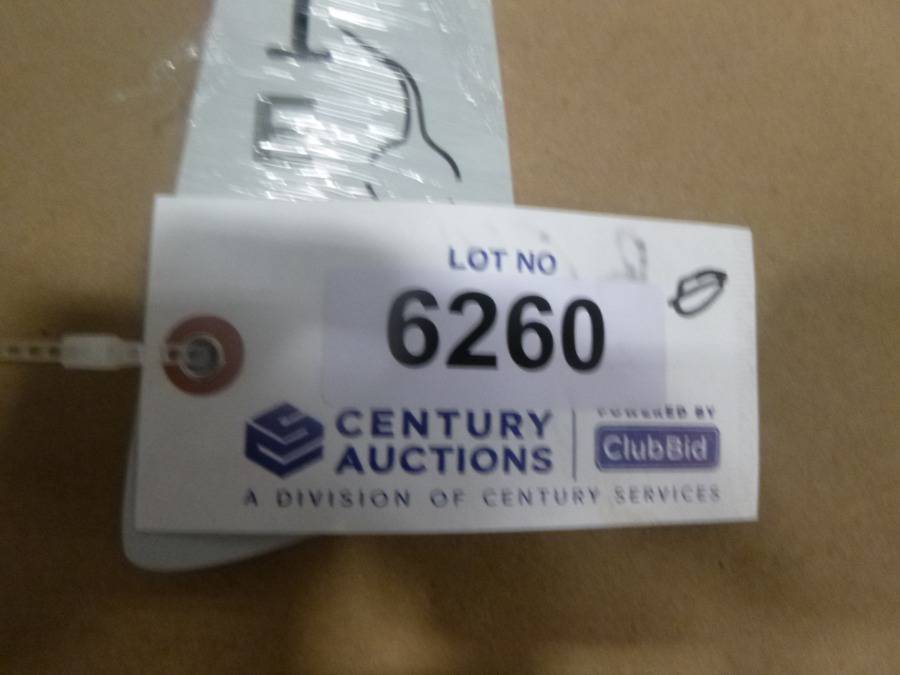 LOT NO
6260
CENTURY
AUCTIONS
POWERED BY
ClubBid
A DIVISION OF CENTURY SERVICES